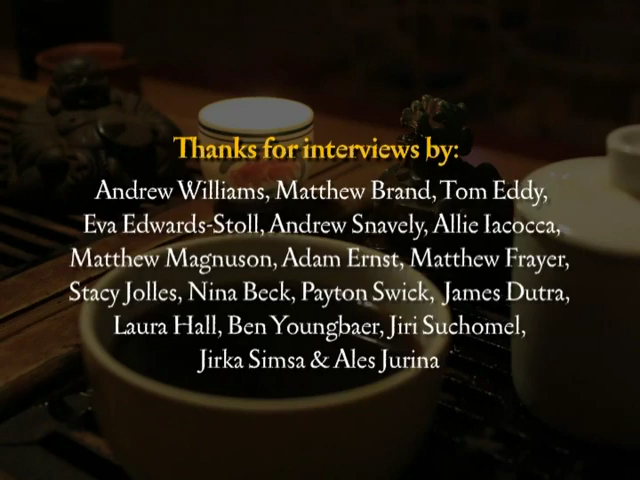 Thanks for interviews by:
Andrew Williams, Matthew Brand, Tom Eddy,
Eva Edwards-Stoll, Andrew Snavely, Allie Iacocca,
Matthew Magnuson, Adam Ernst, Matthew Frayer,
Stacy Jolles, Nina Beck, Payton Swick, James Dutra,
Laura Hall, Ben Youngbaer, Jiri Suchomel,
Jirka Simsa & Ales Jurina